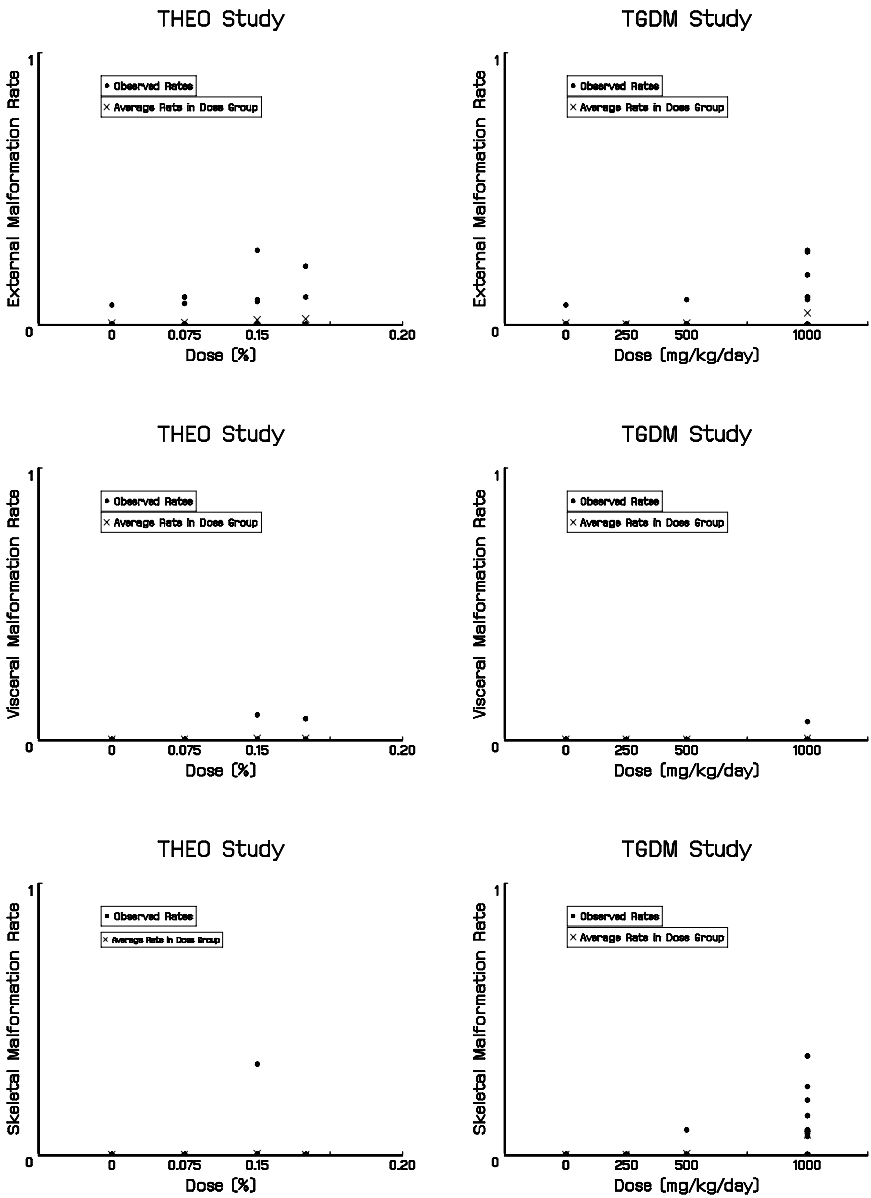 THEO Study
External Malformation Rate
1
Observed Rates
Average Rate in Dose Group
0
0 0.075 0.15 0.20
Dose (%)
TGDM Study
External Malformation Rate
1
Observed Rates
Average Rate in Dose Group
0
0 250 500 1000
Dose (mg/kg/day)
THEO Study
Visceral Malformation Rate
1
Observed Rates
Average Rate in Dose Group
0
0 0.075 0.15 0.20
Dose (%)
TGDM Study
Visceral Malformation Rate
1
Observed Rates
Average Rate in Dose Group
0
0 250 500 1000
Dose (mg/kg/day)
THEO Study
Skeletal Malformation Rate
1
Observed Rates
Average Rate in Dose Group
0
0 0.075 0.15 0.20
Dose (%)
TGDM Study
Skeletal Malformation Rate
1
Observed Rates
Average Rate in Dose Group
0
0 250 500 1000
Dose (mg/kg/day)